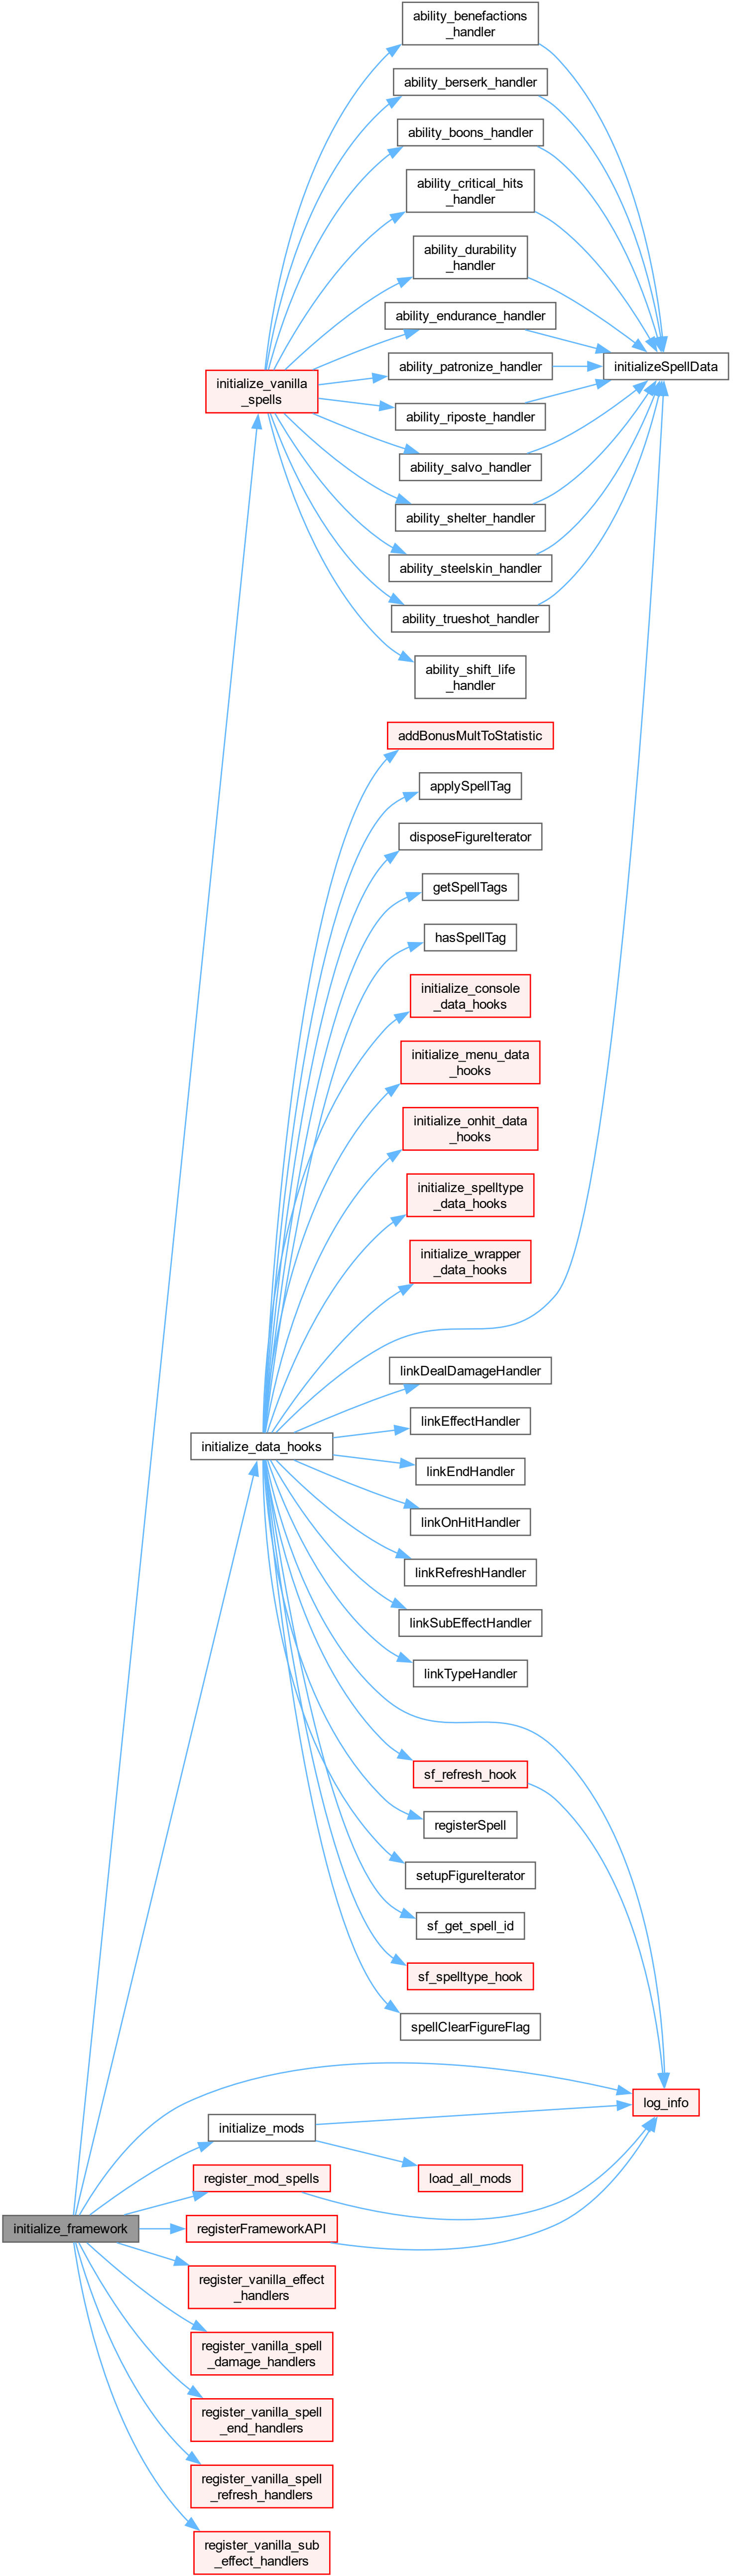 ability_benefactions
_handler
ability_berserk_handler
ability_boons_handler
ability_critical_hits
_handler
ability_durability
_handler
ability_endurance_handler
initializeSpellData
ability_patronize_handler
initialize_vanilla
_spells
ability_riposte_handler
ability_salvo_handler
ability_shelter_handler
ability_steelskin_handler
ability_trueshot_handler
ability_shift_life
_handler
addBonusMultToStatistic
applySpellTag
disposeFigureIterator
getSpellTags
hasSpellTag
initialize_console
_data_hooks
initialize_menu_data
_hooks
initialize_onhit_data
_hooks
initialize_spelltype
_data_hooks
initialize_wrapper
_data_hooks
linkDealDamageHandler
linkEffectHandler
initialize_data_hooks
linkEndHandler
linkOnHitHandler
linkRefreshHandler
linkSubEffectHandler
linkTypeHandler
sf_refresh_hook
registerSpell
setupFigureIterator
sf_get_spell_id
sf_spelltype_hook
spellClearFigureFlag
log_info
initialize_mods
load_all_mods
register_mod_spells
initialize_framework
registerFrameworkAPI
register_vanilla_effect
_handlers
register_vanilla_spell
_damage_handlers
register_vanilla_spell
_end_handlers
register_vanilla_spell
_refresh_handlers
register_vanilla_sub
_effect_handlers